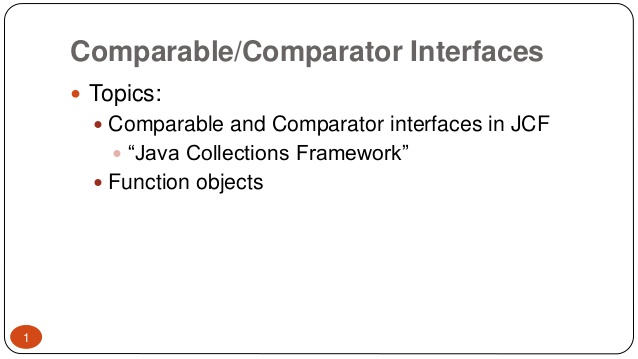 Comparable/Comparator Interfaces
Topics:
Comparable and Comparator interfaces in JCF
“Java Collections Framework”
Function objects
1